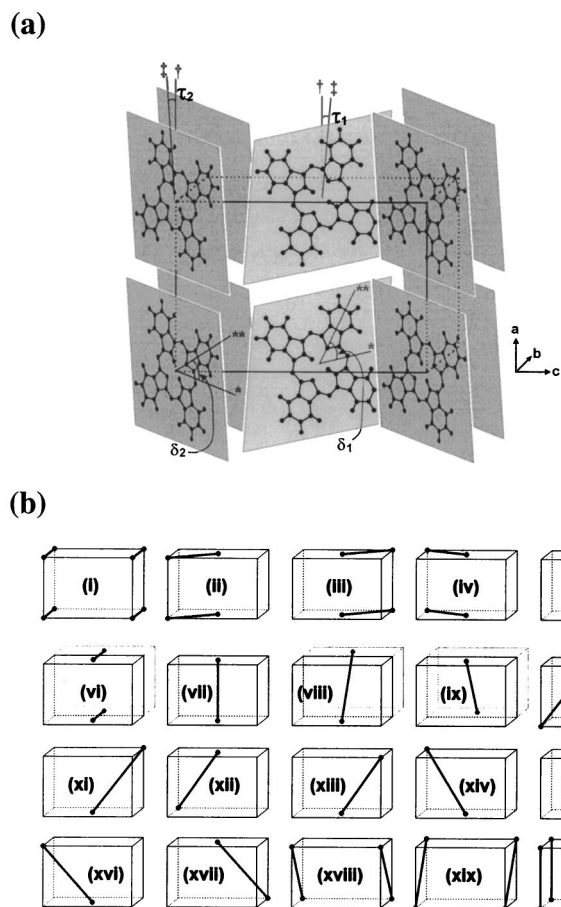 (a)
‡ † τ2
† ‡ τ1
** **
* *
δ2 δ1
a b c
(b)
(i) (ii) (iii) (iv)
(vi) (vii) (viii) (ix)
(xi) (xii) (xiii) (xiv)
(xvi) (xvii) (xviii) (xix)